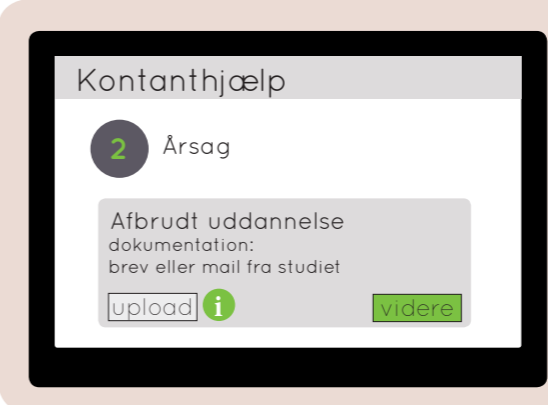 Kontanthjælp
2 Årsag
Afbrudt uddannelse
dokumentation:
brev eller mail fra studiet
upload i videre